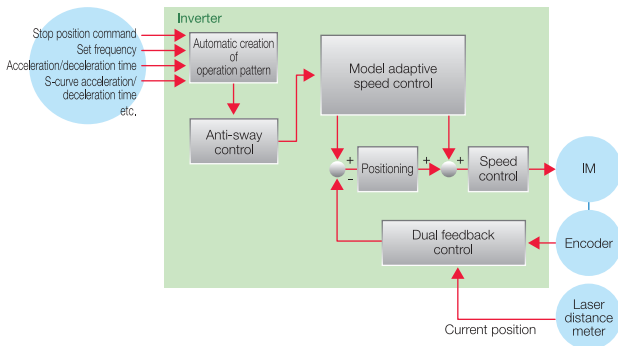 Inverter
Stop position command
Set frequency
Acceleration/deceleration time
S-curve acceleration/
deceleration time
etc.
Automatic creation
of
operation pattern
Anti-sway
control
Model adaptive
speed control
+
−
Positioning
+
+
Speed
control
IM
Dual feedback
control
Encoder
Current position
Laser
distance
meter